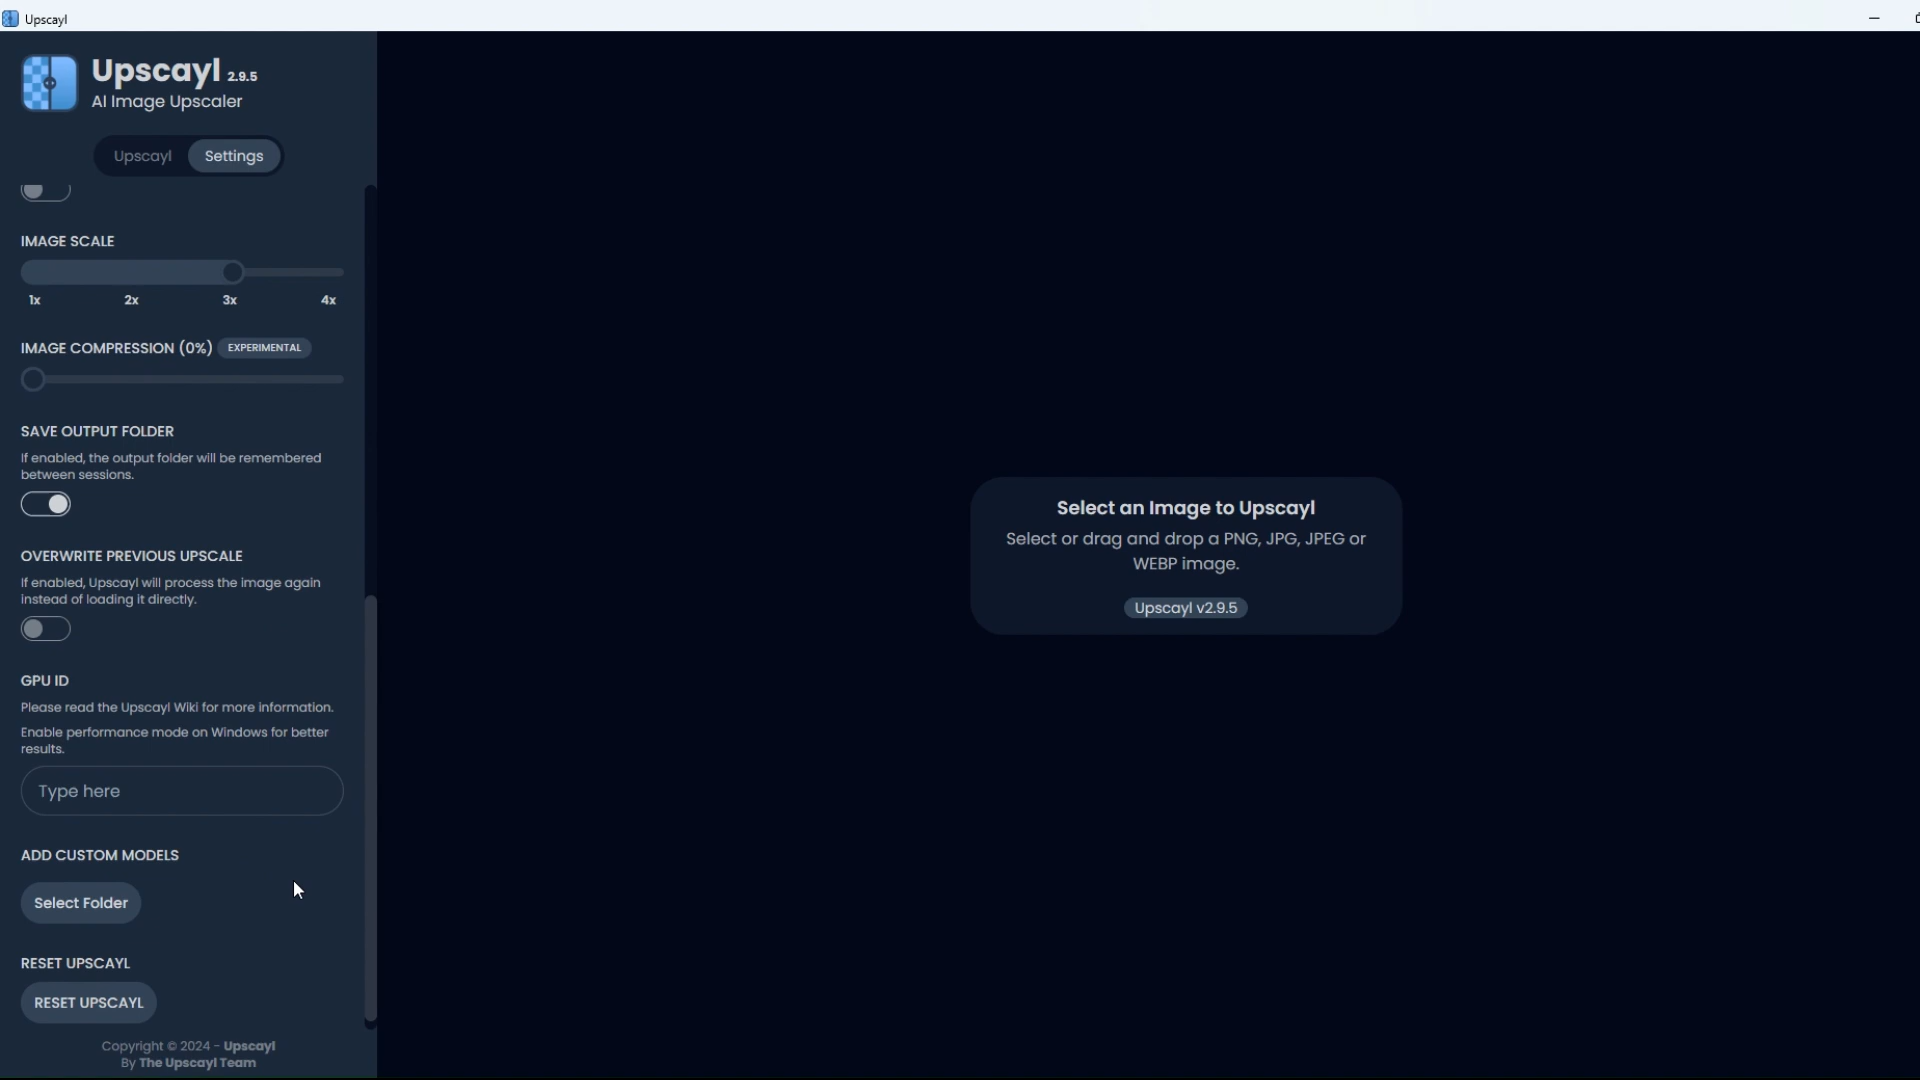 Upscayl
Upscayl 2.9.5
AI Image Upscaler
Upscayl Settings
IMAGE SCALE
1x 2x 3x 4x
IMAGE COMPRESSION (0%) EXPERIMENTAL
SAVE OUTPUT FOLDER
If enabled, the output folder will be remembered
between sessions.
OVERWRITE PREVIOUS UPSCALE
If enabled, Upscayl will process the image again
instead of loading it directly.
GPU ID
Please read the Upscayl Wiki for more information.
Enable performance mode on Windows for better
results.
Type here
ADD CUSTOM MODELS
Select Folder
RESET UPSCAYL
RESET UPSCAYL
Copyright © 2024 - Upscayl
By The Upscayl Team
Select an Image to Upscayl
Select or drag and drop a PNG, JPG, JPEG or
WEBP image.
Upscayl v2.9.5